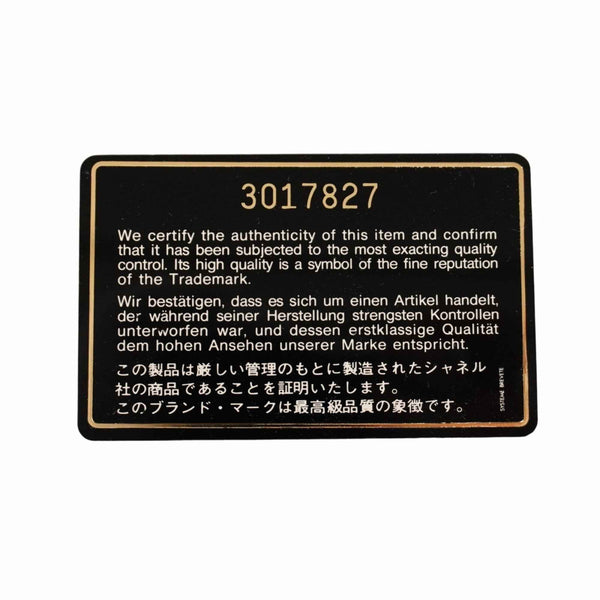 3017827
We certify the authenticity of this item and confirm
that it has been subjected to the most exacting quality
control. Its high quality is a symbol of the fine reputation
of the Trademark.
Wir bestätigen, dass es sich um einen Artikel handelt,
der während seiner Herstellung strengsten Kontrollen
unterworfen war, und dessen erstklassige Qualität
dem hohen Ansehen unserer Marke entspricht.
この製品は厳しい管理のもとに製造されたシャネル
社の商品であることを証明いたします。
このブランド・マークは最高級品質の象徴です。
SYSTEME BREVETE